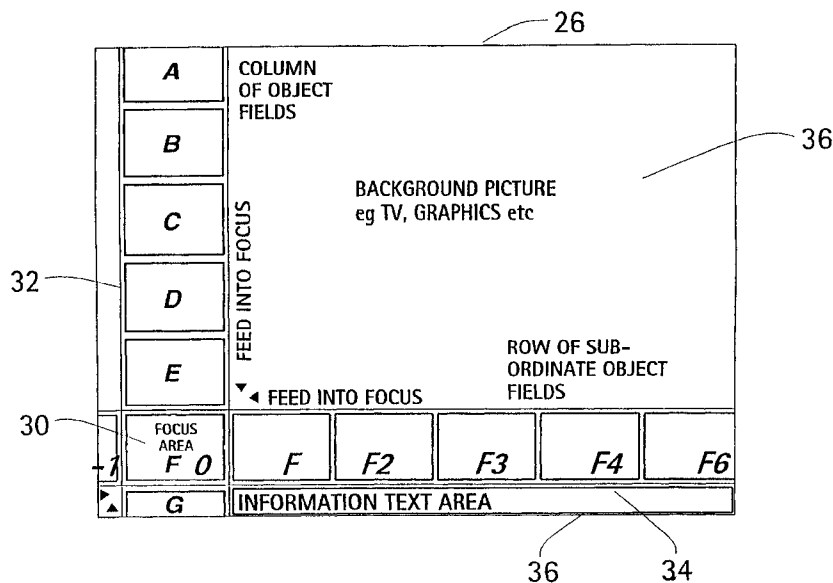 26
A
COLUMN
OF OBJECT
FIELDS
B
36
BACKGROUND PICTURE
eg TV, GRAPHICS etc
C
FEED INTO FOCUS
32
D
E
ROW OF SUB-
ORDINATE OBJECT
FIELDS
FEED INTO FOCUS
30
FOCUS
AREA
-1
F 0
F
F2
F3
F4
F6
G
INFORMATION TEXT AREA
36
34